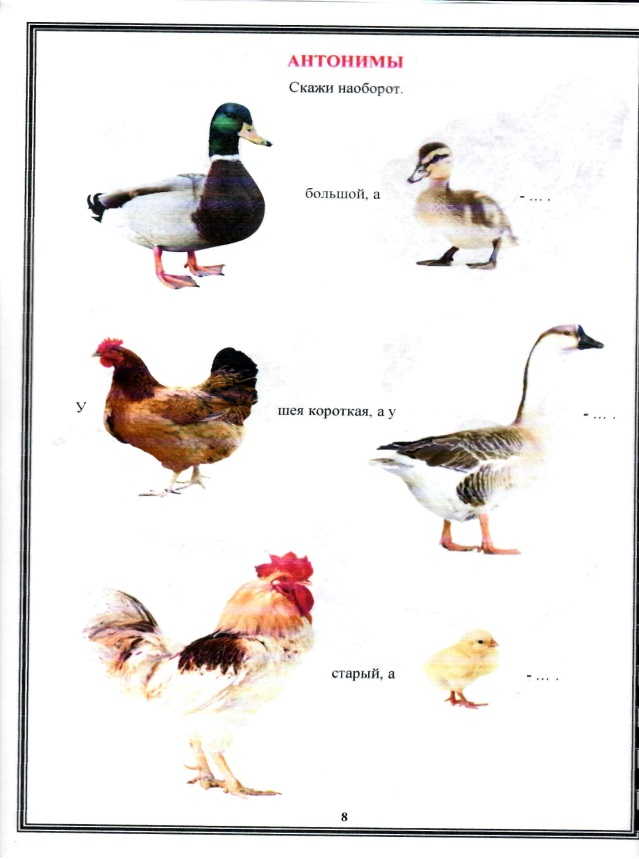 АНТОНИМЫ
Скажи наоборот.
большой, а - ... .
У шея короткая, а у - ... .
старый, а - ... .
8